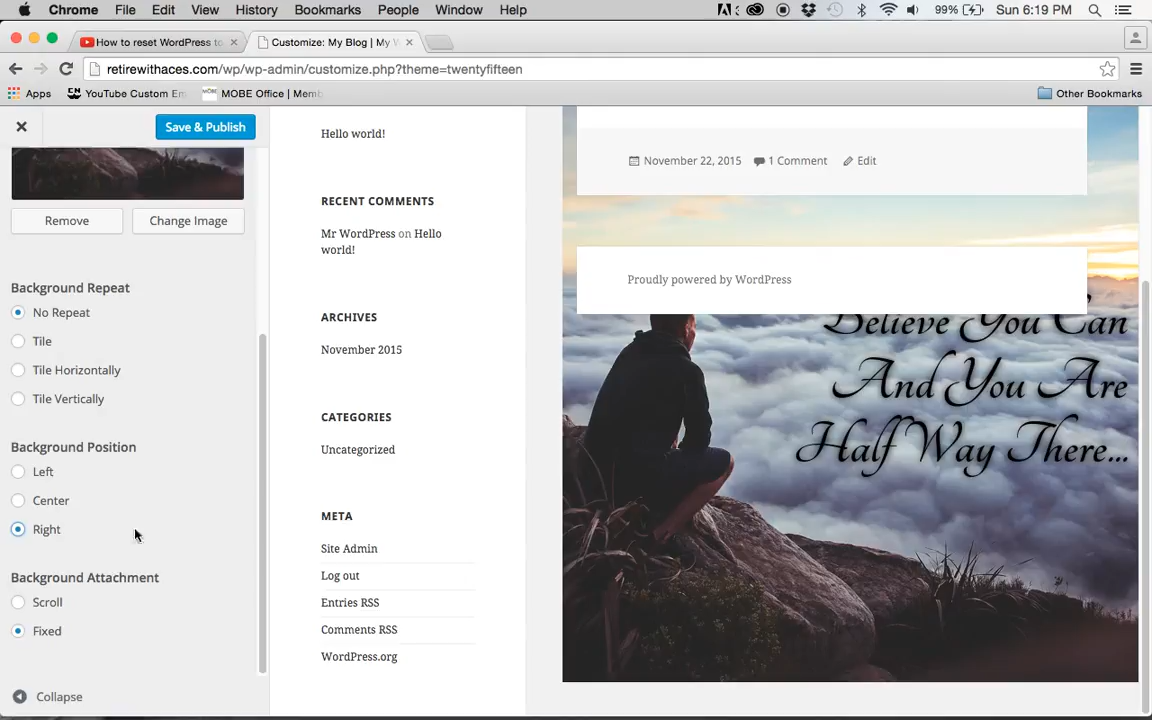 Chrome File Edit View History Bookmarks People Window Help 99% Sun 6:19 PM
How to reset WordPress to
Customize: My Blog | My W
retirewithaces.com/wp/wp-admin/customize.php?theme=twentyfifteen
Apps YouTube Custom Em MOBE Office | Memb Other Bookmarks
Save & Publish
Remove Change Image
Background Repeat
No Repeat
Tile
Tile Horizontally
Tile Vertically
Background Position
Left
Center
Right
Background Attachment
Scroll
Fixed
Collapse
Hello world!
RECENT COMMENTS
Mr WordPress on Hello
world!
ARCHIVES
November 2015
CATEGORIES
Uncategorized
META
Site Admin
Log out
Entries RSS
Comments RSS
WordPress.org
November 22, 2015 1 Comment Edit
Proudly powered by WordPress
Believe You Can
And You Are
Half Way There...